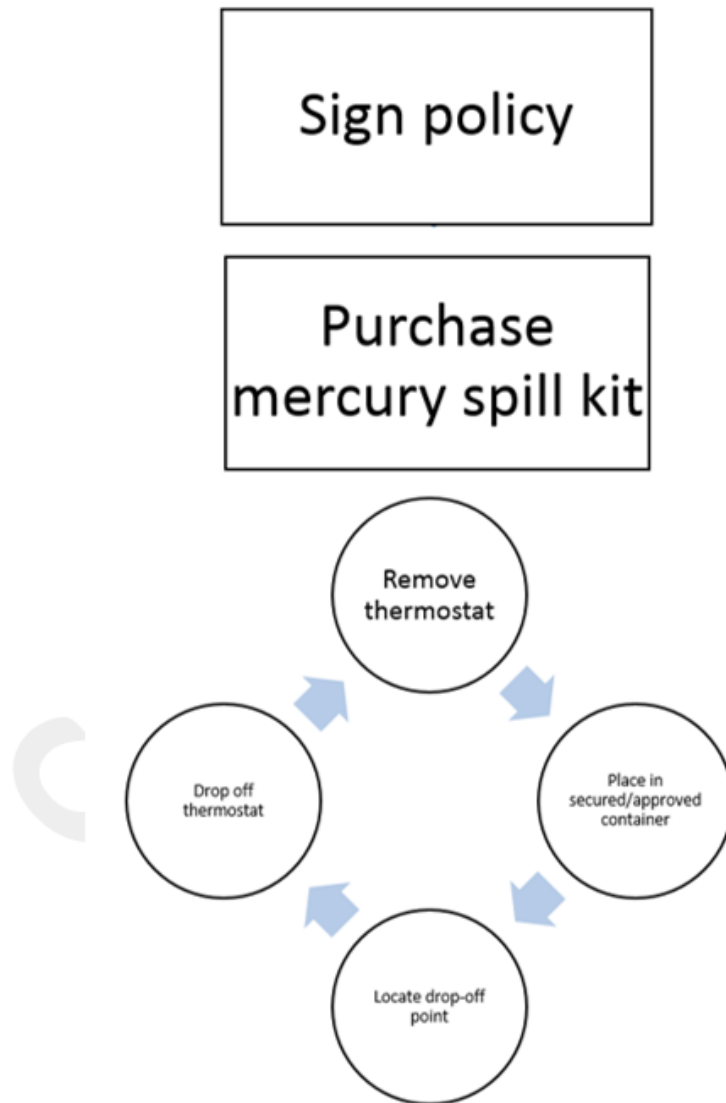 Sign policy
Purchase
mercury spill kit
Remove
thermostat
Place in
secured/approved
container
Locate drop-off
point
Drop off
thermostat